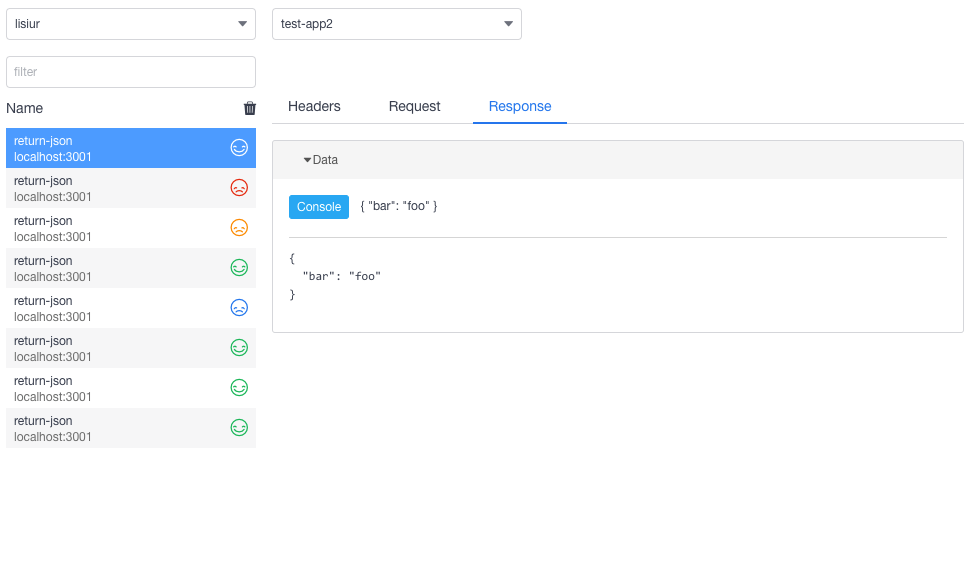 lisiur
test-app2
filter
Name
Headers
Request
Response
return-json
localhost:3001
return-json
localhost:3001
return-json
localhost:3001
return-json
localhost:3001
return-json
localhost:3001
return-json
localhost:3001
return-json
localhost:3001
return-json
localhost:3001
Data
Console
{ "bar": "foo" }
{
  "bar": "foo"
}